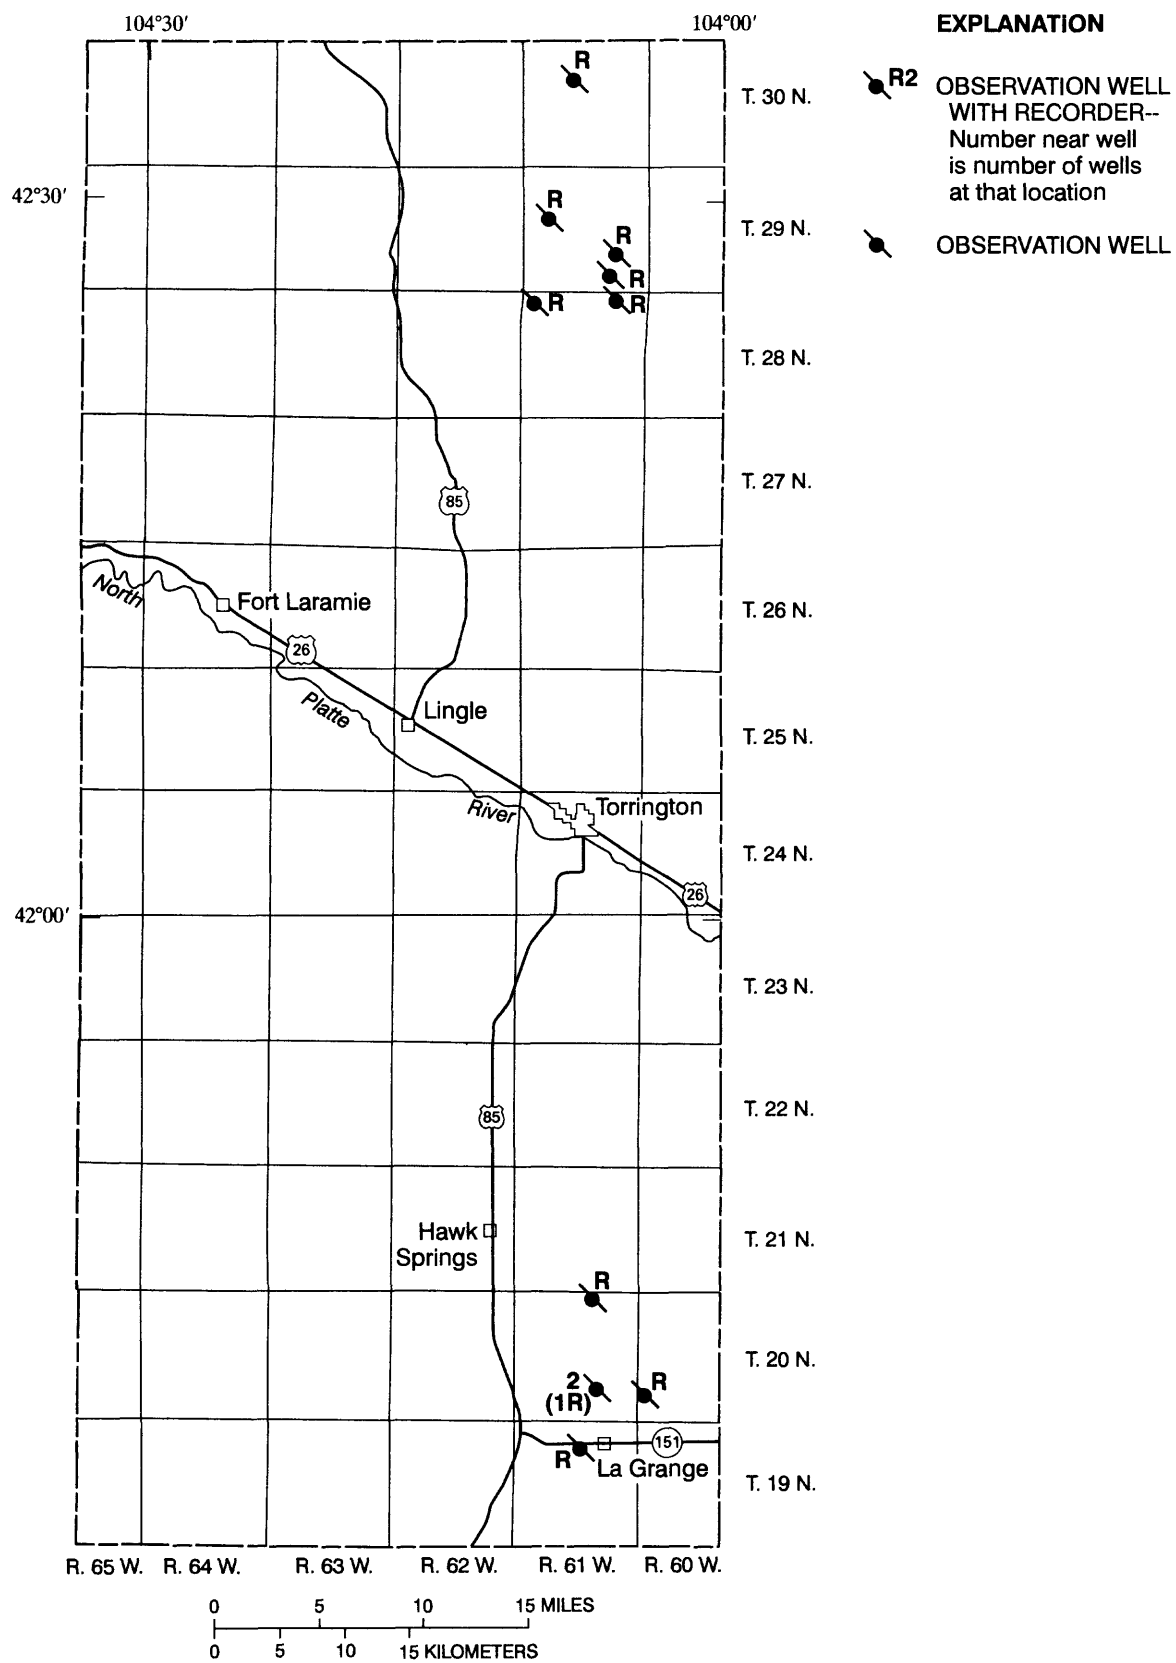 104°30' 104°00'
EXPLANATION
R
R2 OBSERVATION WELL
WITH RECORDER--
Number near well
is number of wells
at that location
T. 30 N.
42°30'
R
T. 29 N.
R
OBSERVATION WELL
R
R
R
T. 28 N.
T. 27 N.
85
North
Fort Laramie
T. 26 N.
26
Platte
Lingle
T. 25 N.
River
Torrington
T. 24 N.
26
42°00'
T. 23 N.
85
T. 22 N.
Hawk
Springs
T. 21 N.
R
T. 20 N.
2
(1R)
R
151
R
La Grange
T. 19 N.
R. 65 W. R. 64 W. R. 63 W. R. 62 W. R. 61 W. R. 60 W.
0 5 10 15 MILES
0 5 10 15 KILOMETERS